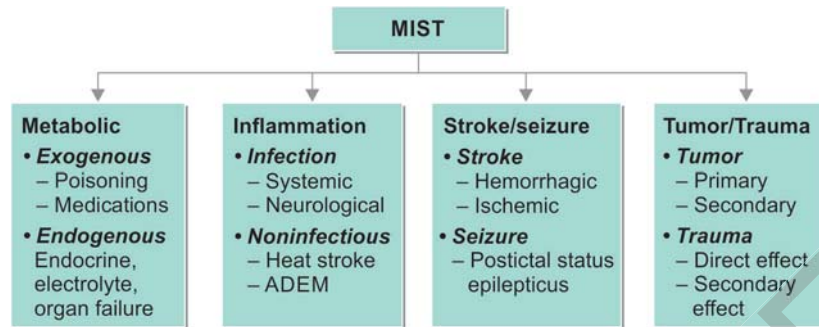 MIST
Metabolic
• Exogenous
– Poisoning
– Medications
• Endogenous
Endocrine,
electrolyte,
organ failure
Inflammation
• Infection
– Systemic
– Neurological
• Noninfectious
– Heat stroke
– ADEM
Stroke/seizure
• Stroke
– Hemorrhagic
– Ischemic
• Seizure
– Postictal status
epilepticus
Tumor/Trauma
• Tumor
– Primary
– Secondary
• Trauma
– Direct effect
– Secondary
effect